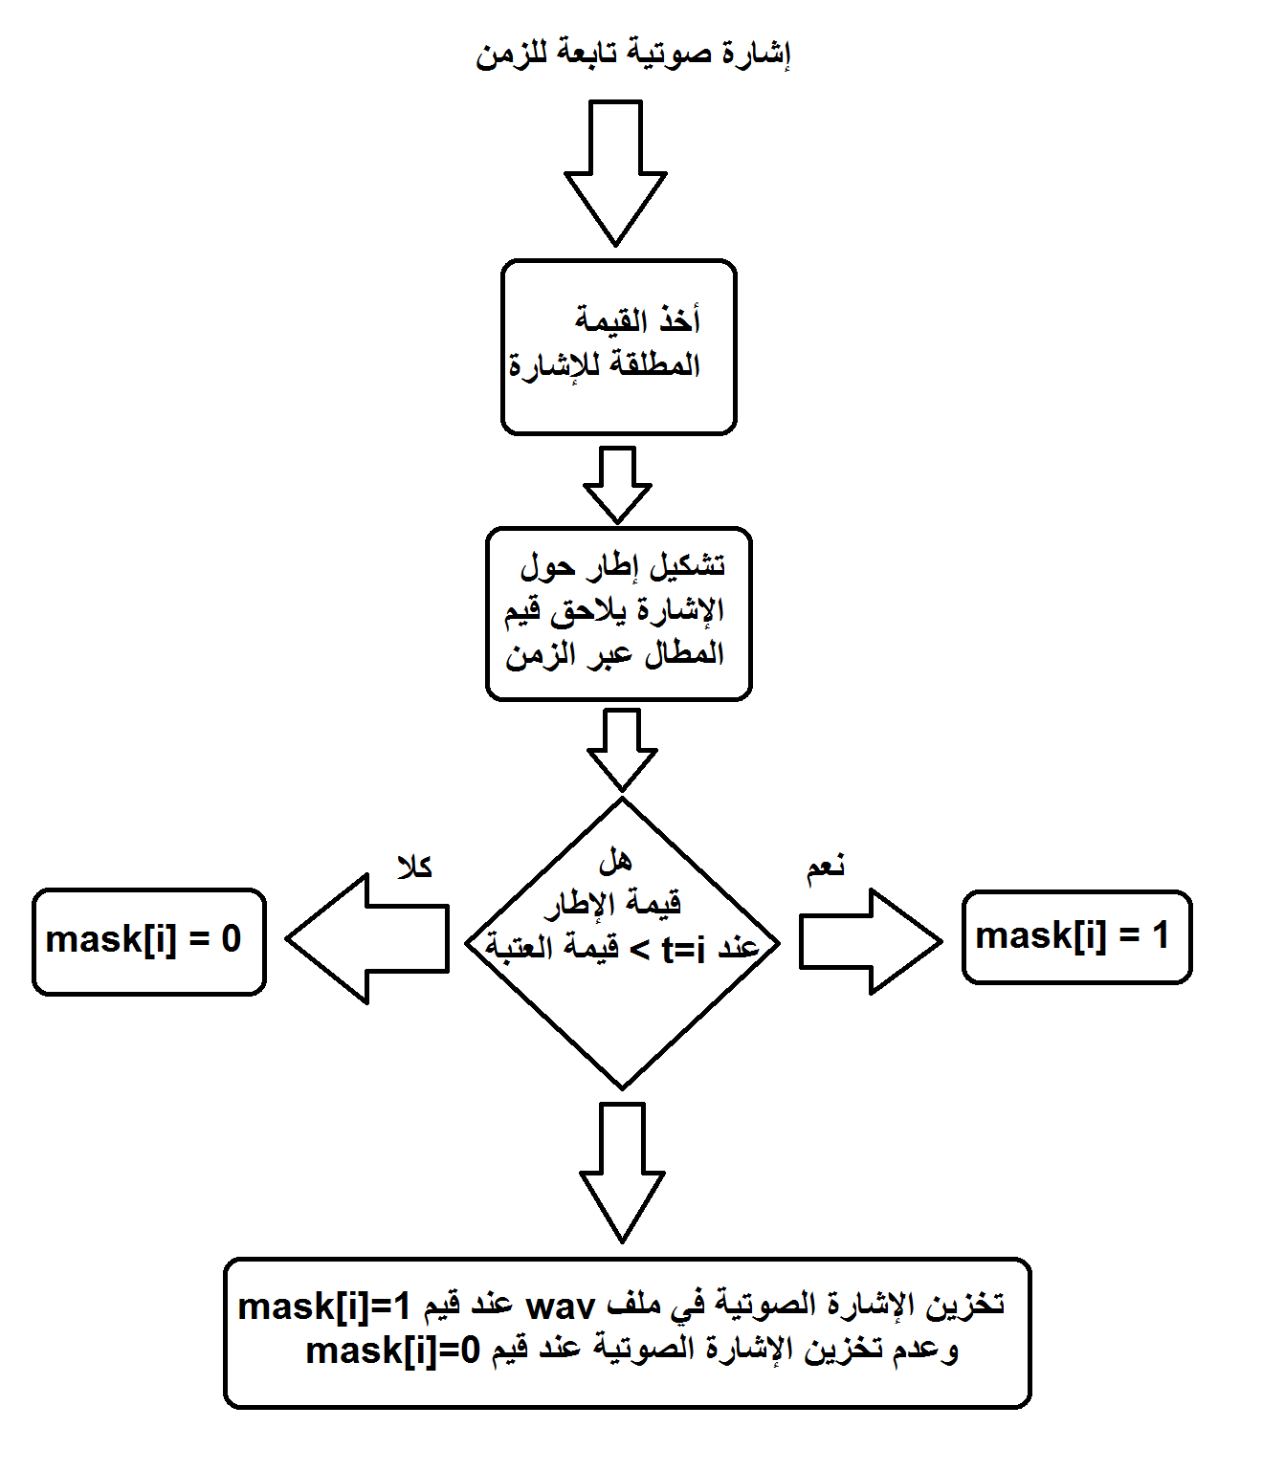 إشارة صوتية تابعة للزمن
أخذ القيمة
المطلقة للإشارة
تشكيل إطار حول
الإشارة يلاحق قيم
المطال عبر الزمن
هل
قيمة الإطار
عند t=i > قيمة العتبة
كلا
نعم
mask[i] = 0
mask[i] = 1
تخزين الإشارة الصوتية في ملف wav عند قيم mask[i]=1
وعدم تخزين الإشارة الصوتية عند قيم mask[i]=0